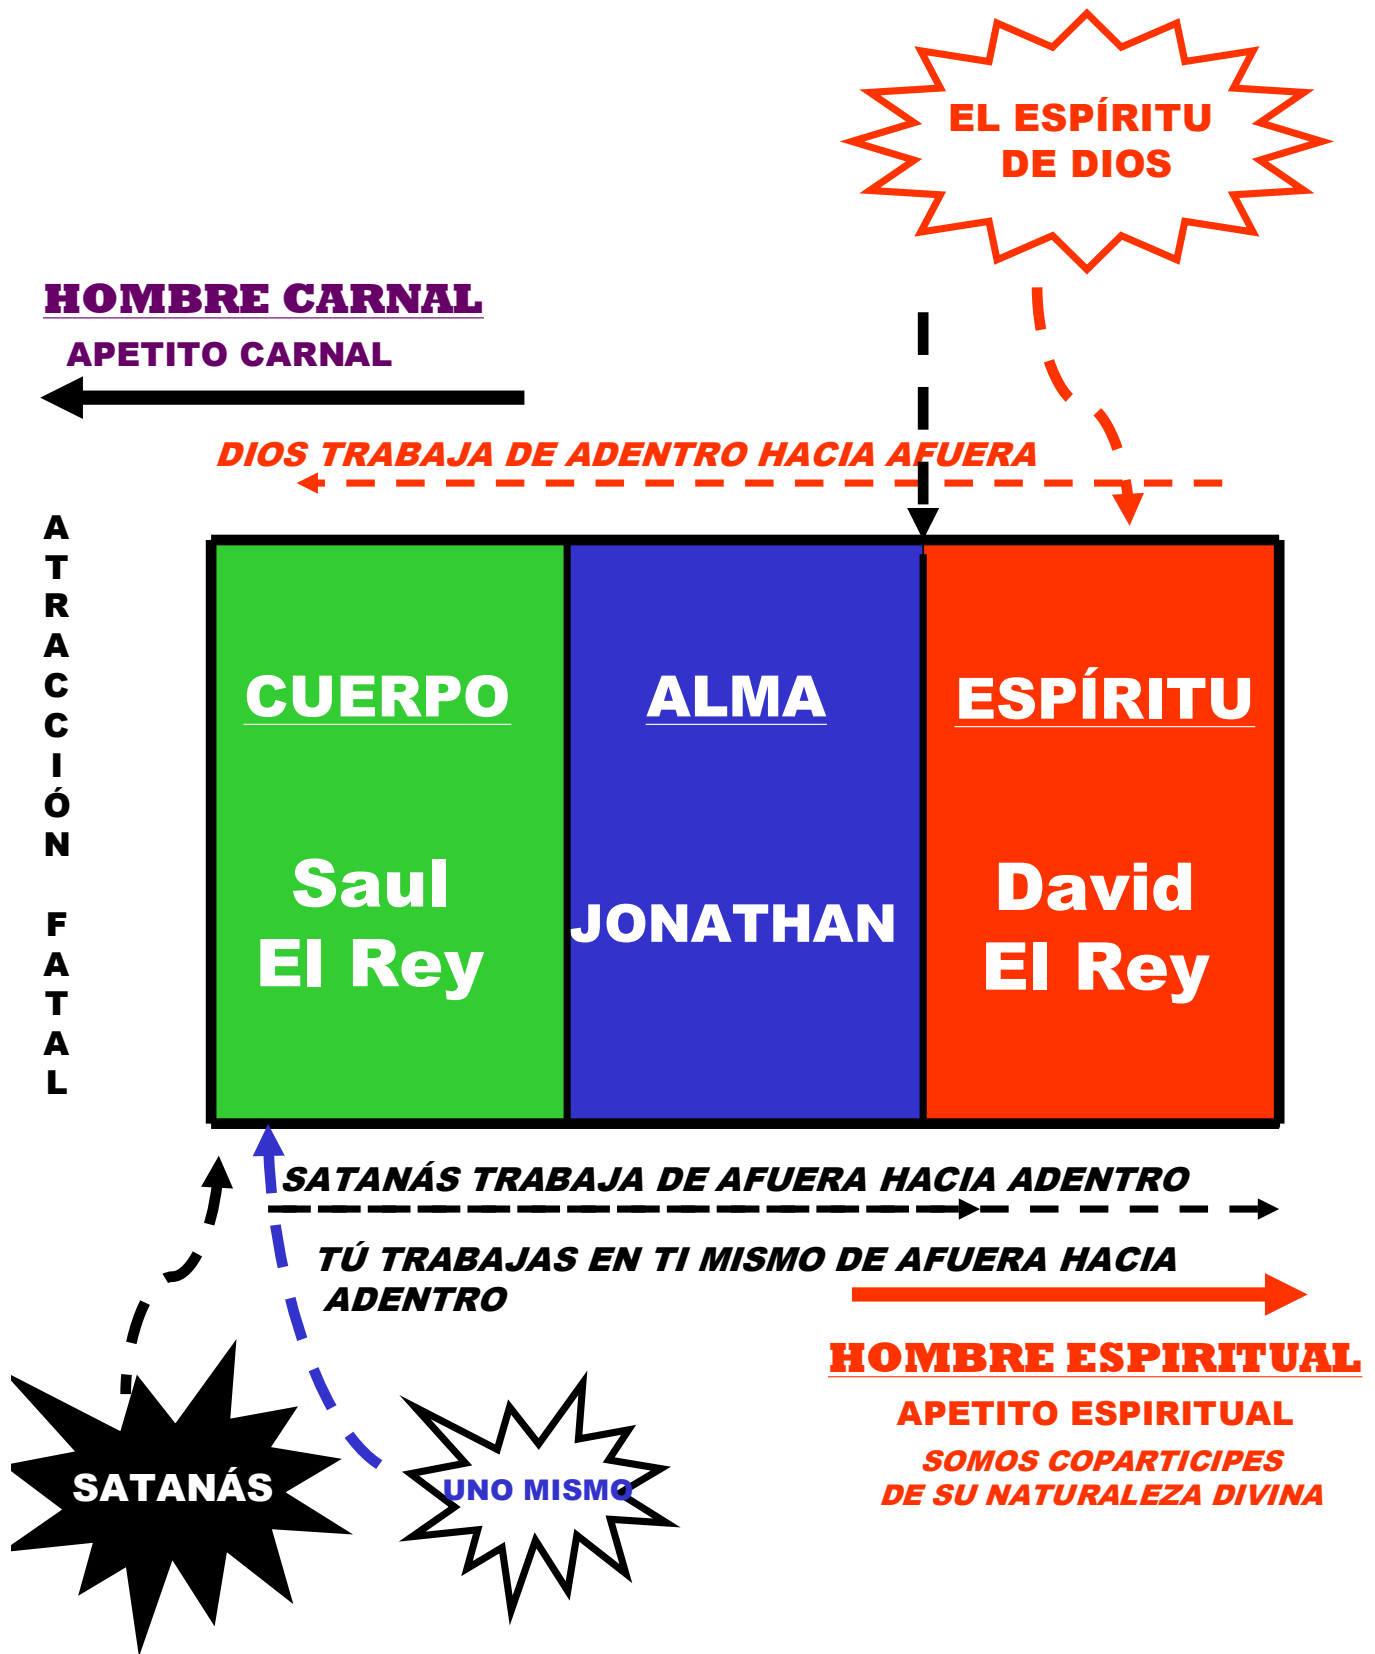 EL ESPÍRITU
DE DIOS
HOMBRE CARNAL
APETITO CARNAL
DIOS TRABAJA DE ADENTRO HACIA AFUERA
ATRACCIÓN FATAL
CUERPO
ALMA
ESPÍRITU
Saul
El Rey
JONATHAN
David
El Rey
SATANÁS TRABAJA DE AFUERA HACIA ADENTRO
TÚ TRABAJAS EN TI MISMO DE AFUERA HACIA
ADENTRO
HOMBRE ESPIRITUAL
APETITO ESPIRITUAL
SOMOS COPARTICIPES
DE SU NATURALEZA DIVINA
SATANÁS
UNO MISMO